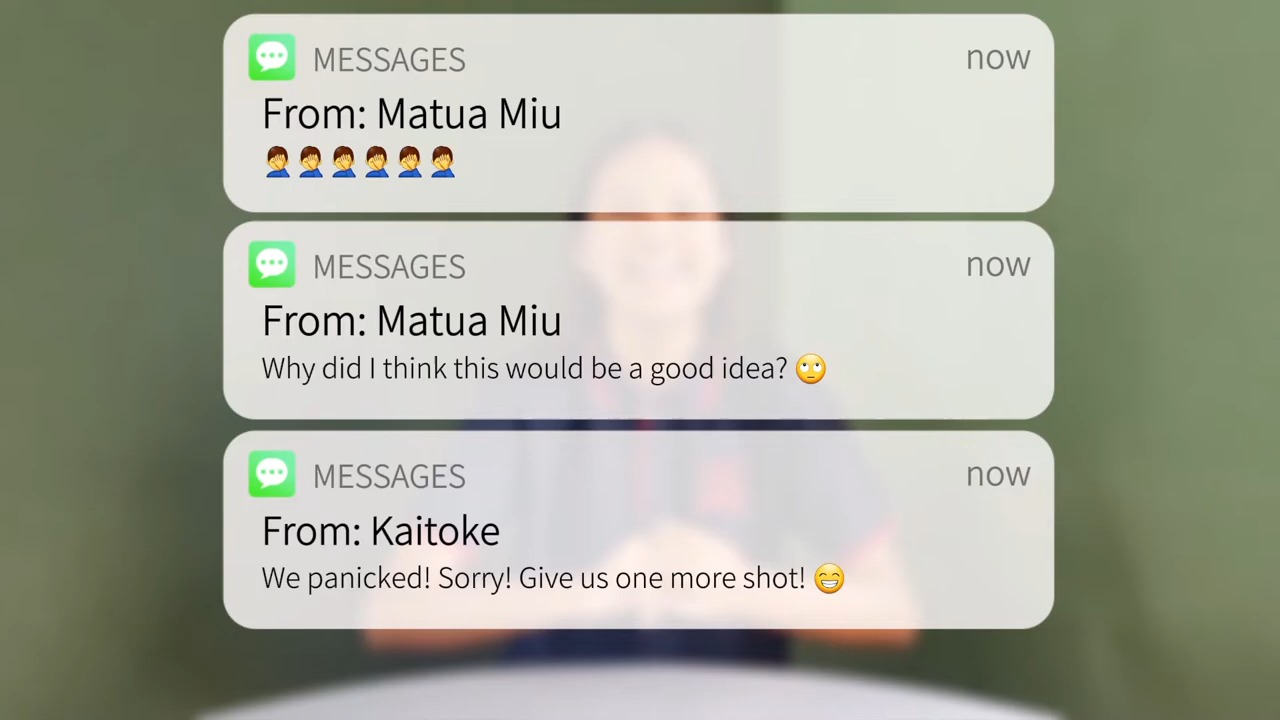 MESSAGES now
From: Matua Miu
🤦‍♂️🤦‍♂️🤦‍♂️🤦‍♂️🤦‍♂️🤦‍♂️
MESSAGES now
From: Matua Miu
Why did I think this would be a good idea? 🙄
MESSAGES now
From: Kaitoke
We panicked! Sorry! Give us one more shot! 😁